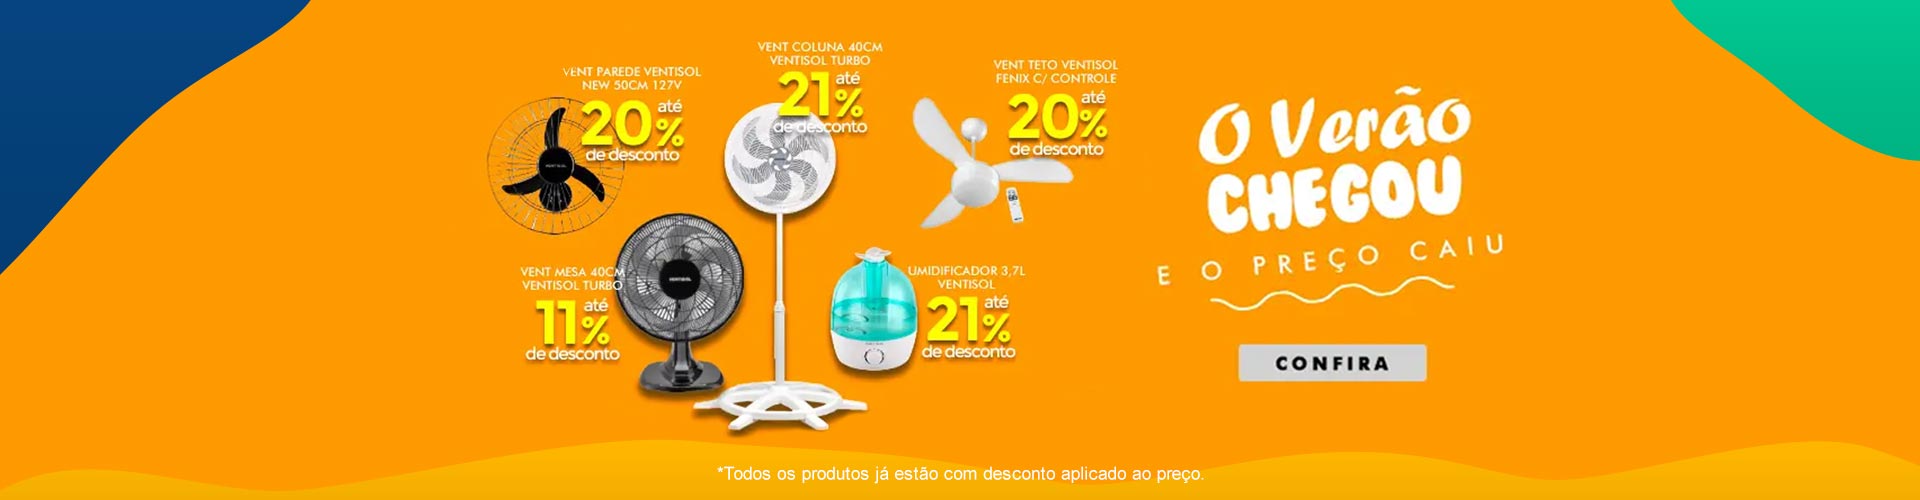 VENT PAREDE VENTISOL
NEW 50CM 127V
até
20%
de desconto
VENT COLUNA 40CM
VENTISOL TURBO
até
21%
de desconto
VENT TETO VENTISOL
FENIX C/ CONTROLE
até
20%
de desconto
VENT MESA 40CM
VENTISOL TURBO
até
11%
de desconto
UMIDIFICADOR 3,7L
VENTISOL
até
21%
de desconto
O Verão
CHEGOU
E O PREÇO CAIU
CONFIRA
*Todos os produtos já estão com desconto aplicado ao preço.